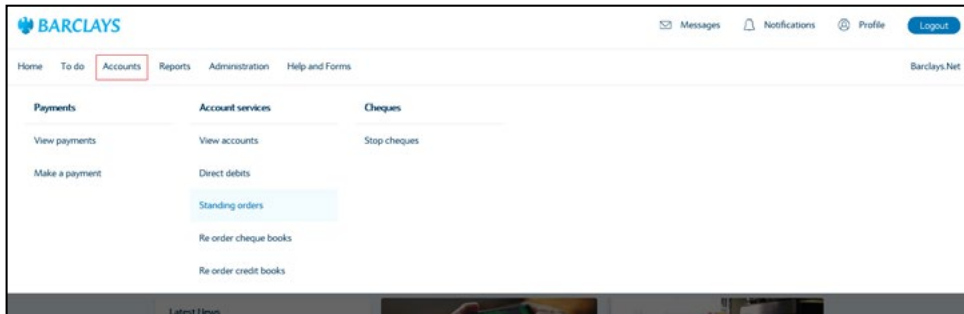 BARCLAYS
Messages Notifications Profile Logout
Home To do Accounts Reports Administration Help and Forms Barclays.Net
Payments Account services Cheques
View payments View accounts Stop cheques
Make a payment Direct debits
Standing orders
Re order cheque books
Re order credit books
Latest News